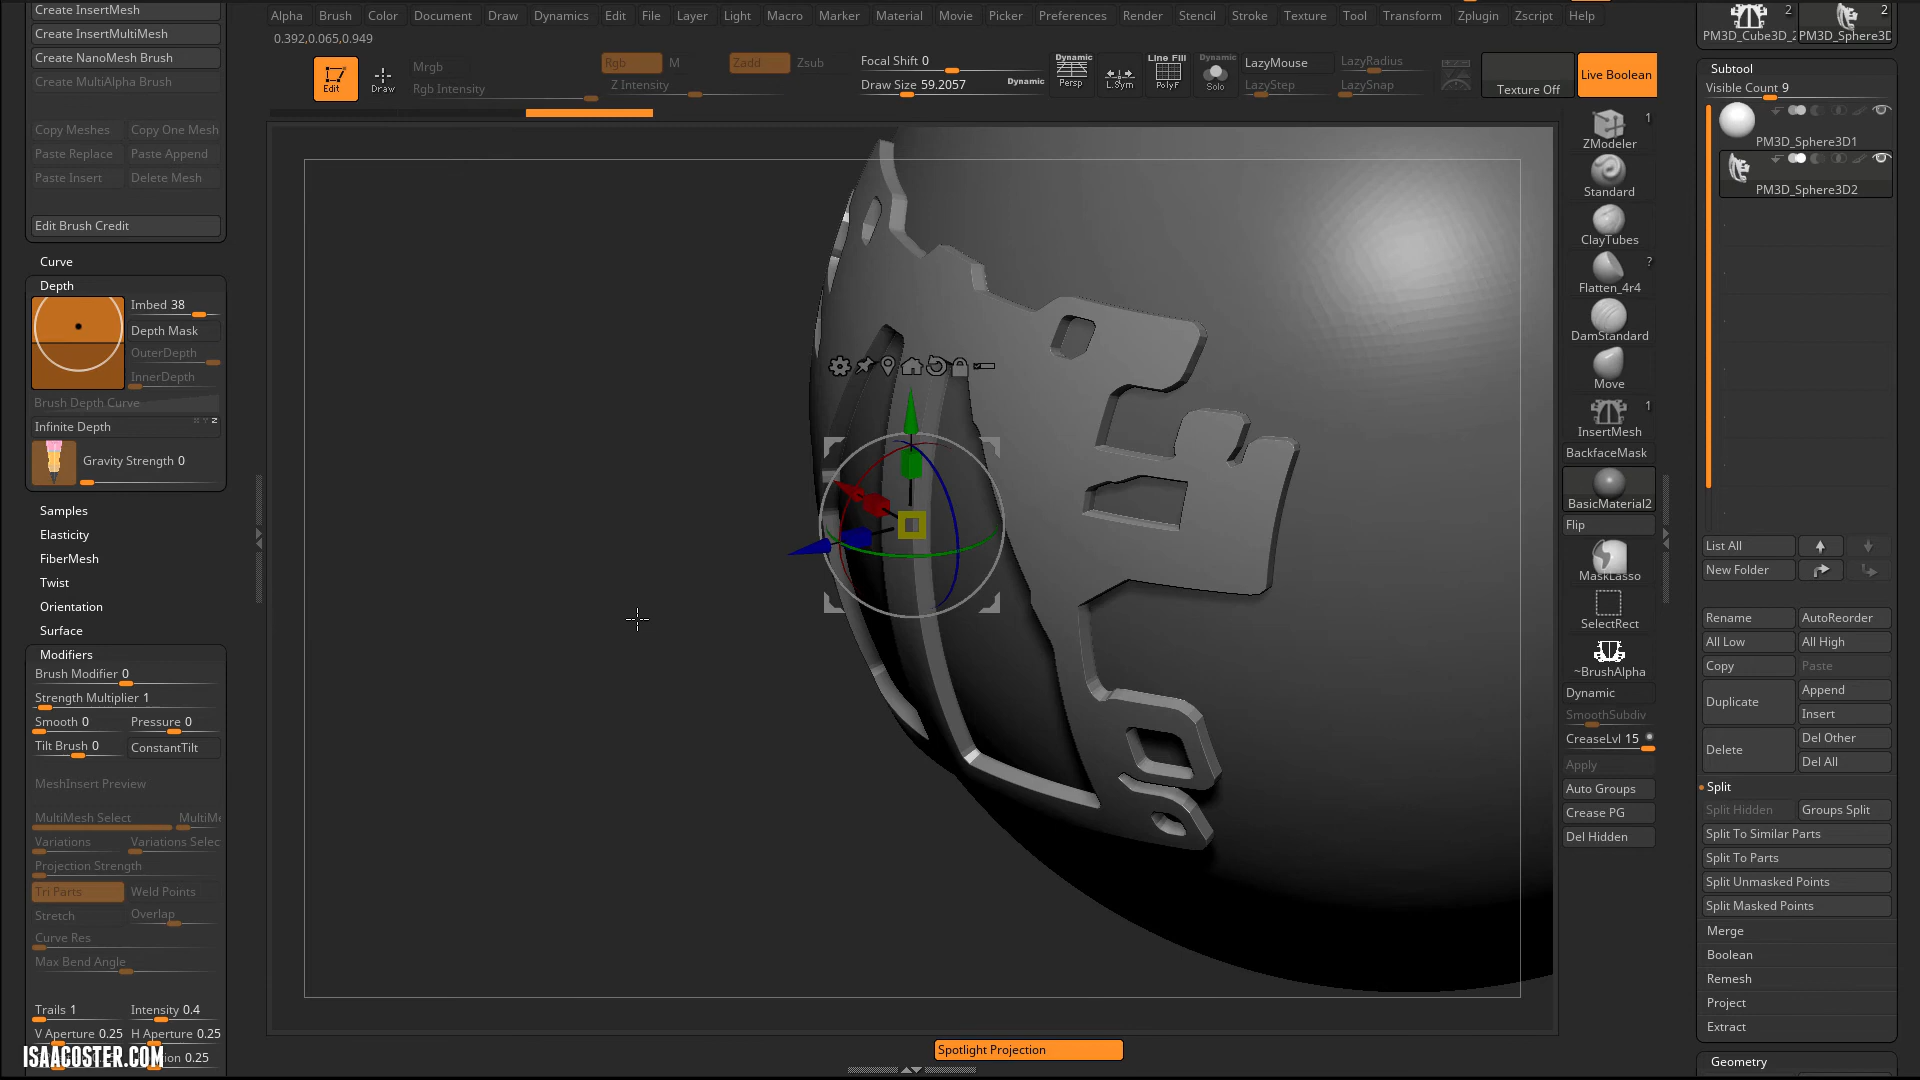 Create InsertMesh
Create InsertMultiMesh
Create NanoMesh Brush
Create MultiAlpha Brush
Copy Meshes Copy One Mesh
Paste Replace Paste Append
Paste Insert Delete Mesh
Edit Brush Credit
Curve
Depth
Imbed 38
Depth Mask
OuterDepth
InnerDepth
Brush Depth Curve
Infinite Depth
Gravity Strength 0
Samples
Elasticity
FiberMesh
Twist
Orientation
Surface
Modifiers
Brush Modifier 0
Strength Multiplier 1
Smooth 0 Pressure 0
Tilt Brush 0 ConstantTilt
MeshInsert Preview
MultiMesh Select MultiMe
Variations Variations Selec
Projection Strength
Tri Parts Weld Points
Stretch Overlap
Curve Res
Max Bend Angle
Trails 1 Intensity 0.4
V Aperture 0.25 H Aperture 0.25
ISAACOSTER.COM
0.25
Alpha Brush Color Document Draw Dynamics Edit File Layer Light Macro Marker Material Movie Picker Preferences Render Stencil Stroke Texture Tool Transform Zplugin Zscript Help
0.392,0.065,0.949
Edit
Draw
Mrgb
Rgb Intensity
Rgb M
Zadd Zsub
Z Intensity
Focal Shift 0
Draw Size 59.2057 Dynamic
Dynamic
Persp
L.Sym
Line Fill
PolyF
Dynamic
Solo
LazyMouse LazyRadius
LazyStep LazySnap
Texture Off
Live Boolean
Spotlight Projection
1
ZModeler
Standard
ClayTubes
?
Flatten_4r4
DamStandard
Move
1
InsertMesh
BackfaceMask
BasicMaterial2
Flip
MaskLasso
SelectRect
~BrushAlpha
Dynamic
SmoothSubdiv
CreaseLvl 15
Apply
Auto Groups
Crease PG
Del Hidden
2 2
PM3D_Cube3D_2 PM3D_Sphere3D
Subtool
Visible Count 9
PM3D_Sphere3D1
PM3D_Sphere3D2
List All
New Folder
Rename AutoReorder
All Low All High
Copy Paste
Duplicate Append
Insert
Delete Del Other
Del All
Split
Split Hidden Groups Split
Split To Similar Parts
Split To Parts
Split Unmasked Points
Split Masked Points
Merge
Boolean
Remesh
Project
Extract
Geometry